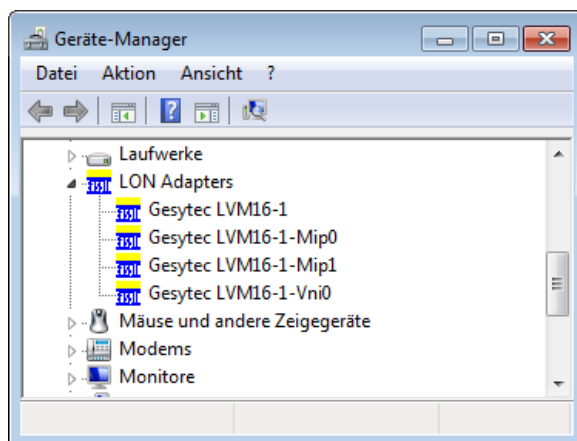 Geräte-Manager
Datei Aktion Ansicht ?
Laufwerke
LON Adapters
Gesytec LVM16-1
Gesytec LVM16-1-Mip0
Gesytec LVM16-1-Mip1
Gesytec LVM16-1-Vni0
Mäuse und andere Zeigegeräte
Modems
Monitore